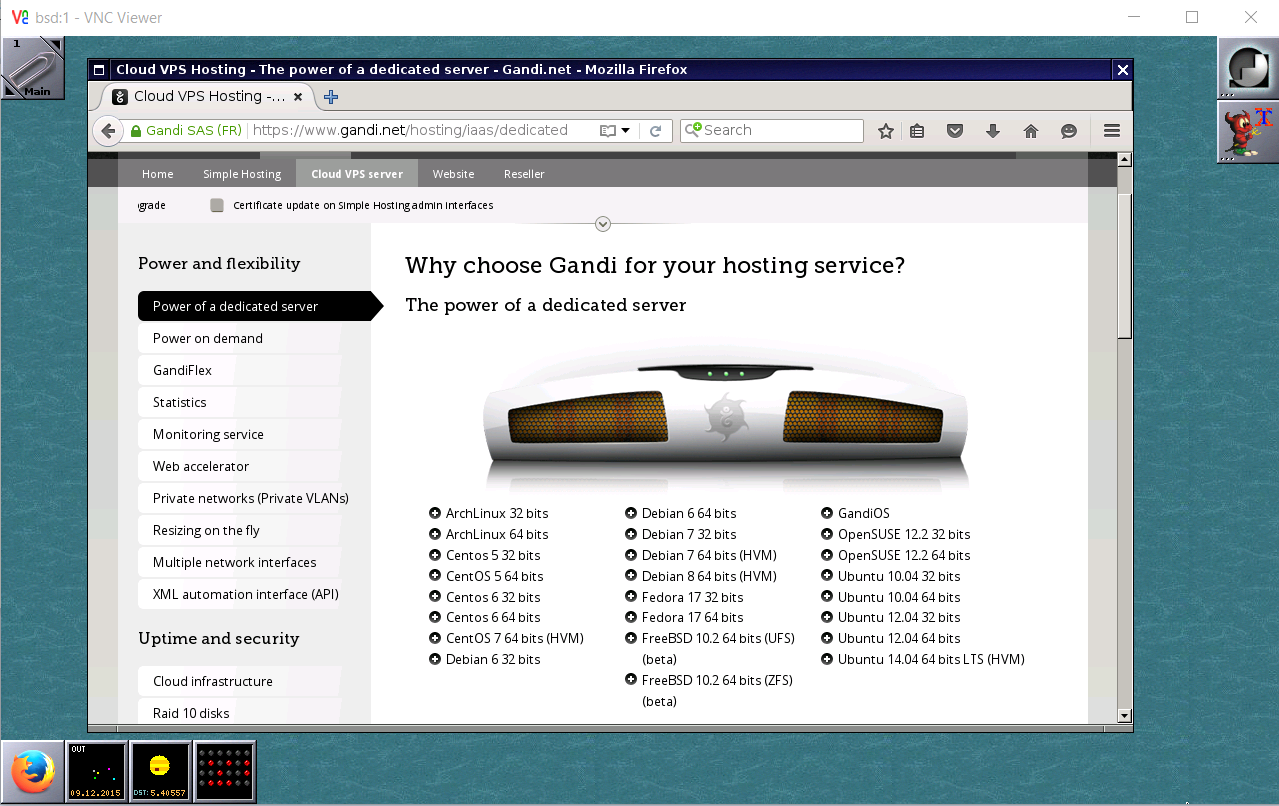 bsd:1 - VNC Viewer
1
Main
Cloud VPS Hosting - The power of a dedicated server - Gandi.net - Mozilla Firefox
Cloud VPS Hosting -...
Gandi SAS (FR)
https://www.gandi.net/hosting/iaas/dedicated
Search
Home
Simple Hosting
Cloud VPS server
Website
Reseller
grade
Certificate update on Simple Hosting admin interfaces
Power and flexibility
Power of a dedicated server
Power on demand
GandiFlex
Statistics
Monitoring service
Web accelerator
Private networks (Private VLANs)
Resizing on the fly
Multiple network interfaces
XML automation interface (API)
Uptime and security
Cloud infrastructure
Raid 10 disks
Why choose Gandi for your hosting service?
The power of a dedicated server
ArchLinux 32 bits
ArchLinux 64 bits
Centos 5 32 bits
CentOS 5 64 bits
Centos 6 32 bits
Centos 6 64 bits
CentOS 7 64 bits (HVM)
Debian 6 32 bits
Debian 6 64 bits
Debian 7 32 bits
Debian 7 64 bits (HVM)
Debian 8 64 bits (HVM)
Fedora 17 32 bits
Fedora 17 64 bits
FreeBSD 10.2 64 bits (UFS)
(beta)
FreeBSD 10.2 64 bits (ZFS)
(beta)
GandiOS
OpenSUSE 12.2 32 bits
OpenSUSE 12.2 64 bits
Ubuntu 10.04 32 bits
Ubuntu 10.04 64 bits
Ubuntu 12.04 32 bits
Ubuntu 12.04 64 bits
Ubuntu 14.04 64 bits LTS (HVM)
X
OUT
09.12.2015
DST: 5.40557